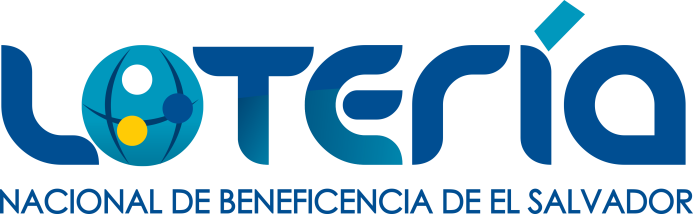 LOTERÍA
NACIONAL DE BENEFICENCIA DE EL SALVADOR